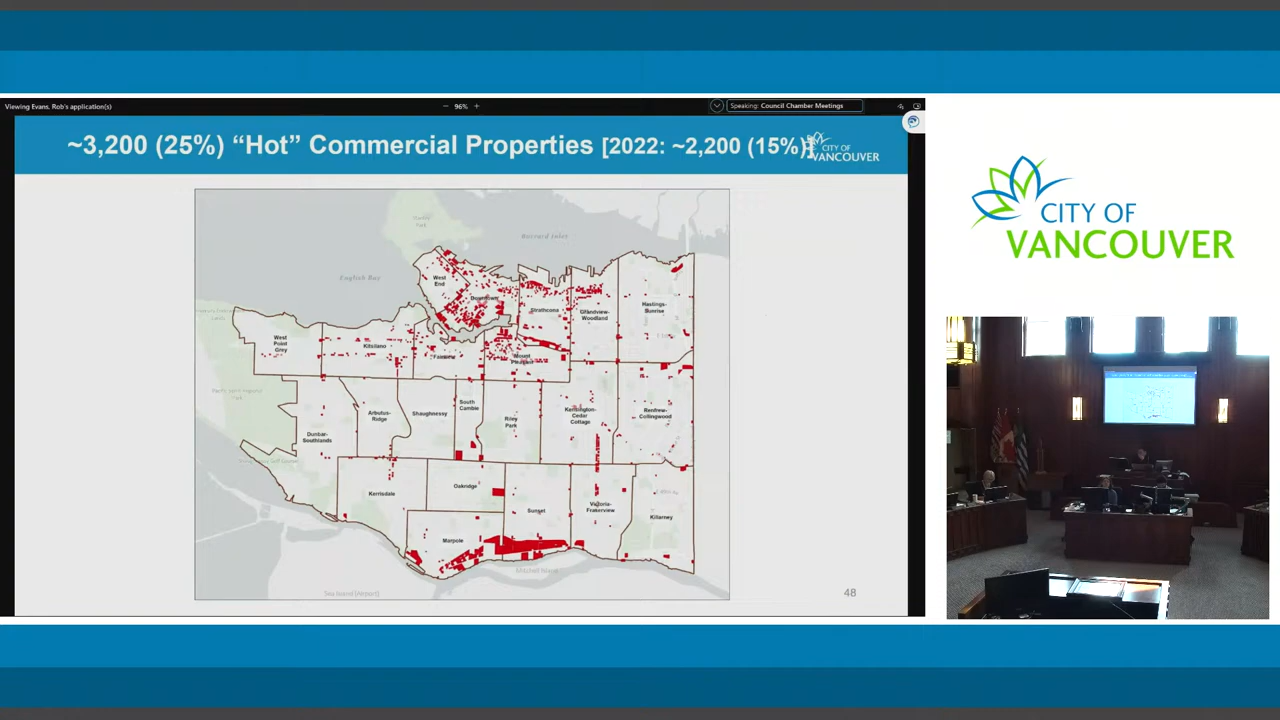 Viewing Evans, Rob's application(s)
96%
Speaking: Council Chamber Meetings
~3,200 (25%) “Hot” Commercial Properties [2022: ~2,200 (15%)]
CITY OF
VANCOUVER
CITY OF
VANCOUVER
Burrard Inlet
English Bay
West
End
Downtown
Strathcona
Grandview-
Woodland
Hastings-
Sunrise
West
Point
Grey
Kitsilano
Fairview
Mount
Pleasant
Dunbar-
Southlands
Arbutus-
Ridge
Shaughnessy
South
Cambie
Riley
Park
Kensington-
Cedar
Cottage
Renfrew-
Collingwood
Kerrisdale
Oakridge
Sunset
Victoria-
Fraserview
Killarney
Marpole
Mitchell Island
Sea Island (Airport)
48